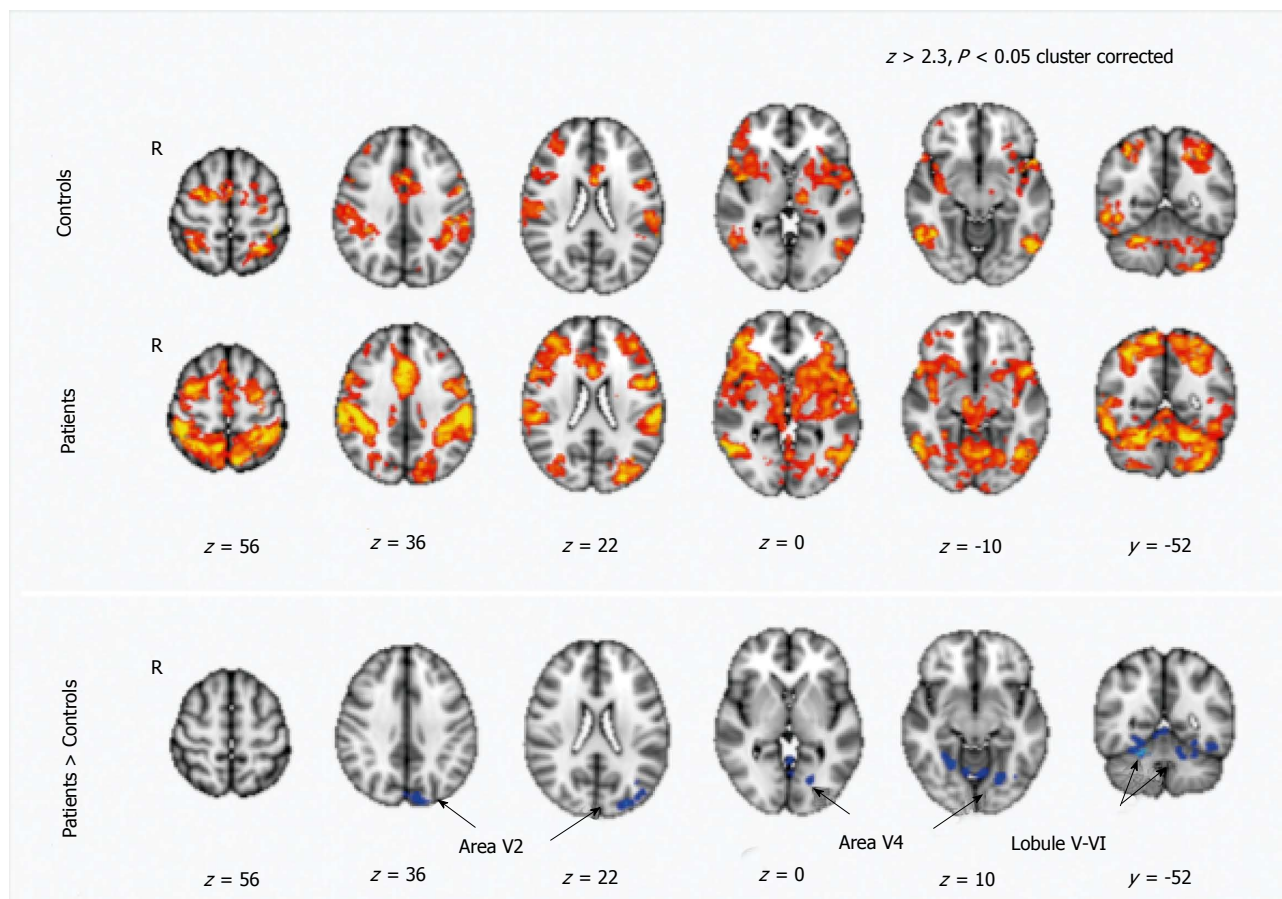 z > 2.3, P < 0.05 cluster corrected
R
Controls
R
Patients
z = 56
z = 36
z = 22
z = 0
z = -10
y = -52
R
Patients > Controls
Area V2
Area V4
Lobule V-VI
z = 56
z = 36
z = 22
z = 0
z = 10
y = -52